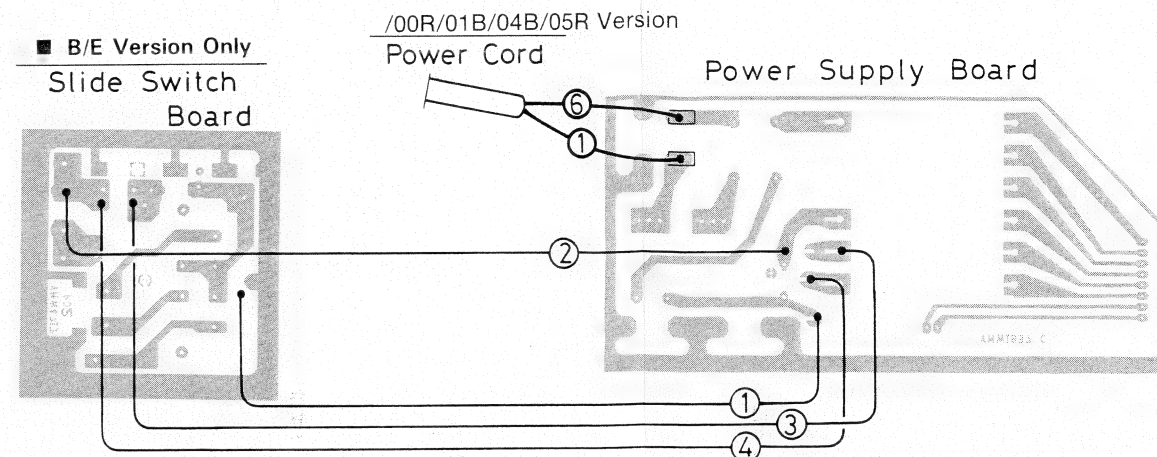 /00R/01B/04B/05R Version
■ B/E Version Only
Power Cord
Slide Switch
Board
Power Supply Board
⑥
①
②
①
③
④